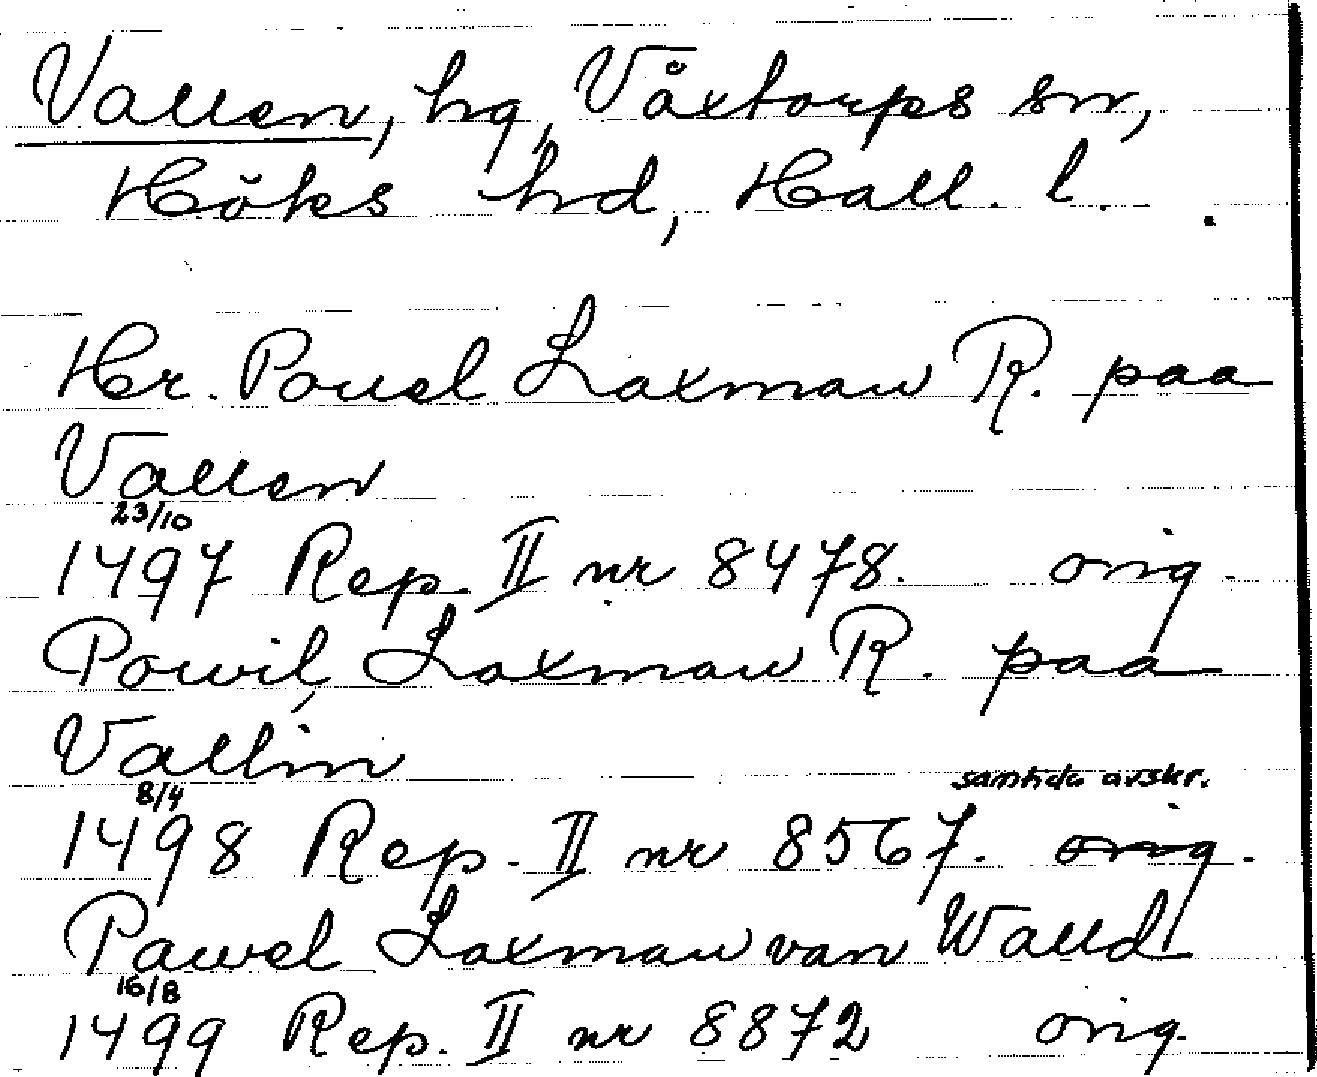 Vallen, hg, Våxtorps sn,
Höks hd, Hall. l.
Hr. Pouel Laxman R. paa
Vallen
23/10
1497 Rep. II nr 8478. orig.
Powil, Laxman R. paa
Vallin
8/4 samtida avskr.
1498 Rep. II nr 8567. orig.
Pawel Laxman van Walld
16/8
1499 Rep. II nr 8872 orig.